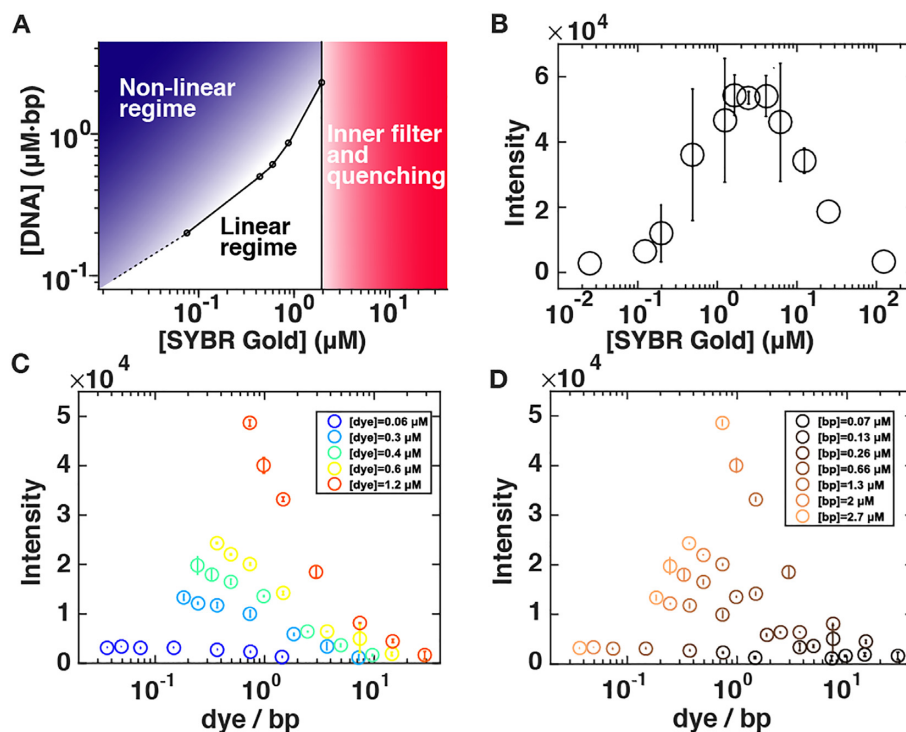 A
[DNA] (µM·bp)
10⁰
10⁻¹
Non-linear
regime
Linear
regime
Inner filter
and
quenching
10⁻¹
10⁰
10¹
[SYBR Gold] (µM)
B
×10⁴
Intensity
6
4
2
0
10⁻²
10⁻¹
10⁰
10¹
10²
[SYBR Gold] (µM)
C
×10⁴
Intensity
5
4
3
2
1
0
[dye]=0.06 µM
[dye]=0.3 µM
[dye]=0.4 µM
[dye]=0.6 µM
[dye]=1.2 µM
10⁻¹
10⁰
10¹
dye / bp
D
×10⁴
Intensity
5
4
3
2
1
0
[bp]=0.07 µM
[bp]=0.13 µM
[bp]=0.26 µM
[bp]=0.66 µM
[bp]=1.3 µM
[bp]=2 µM
[bp]=2.7 µM
10⁻¹
10⁰
10¹
dye / bp